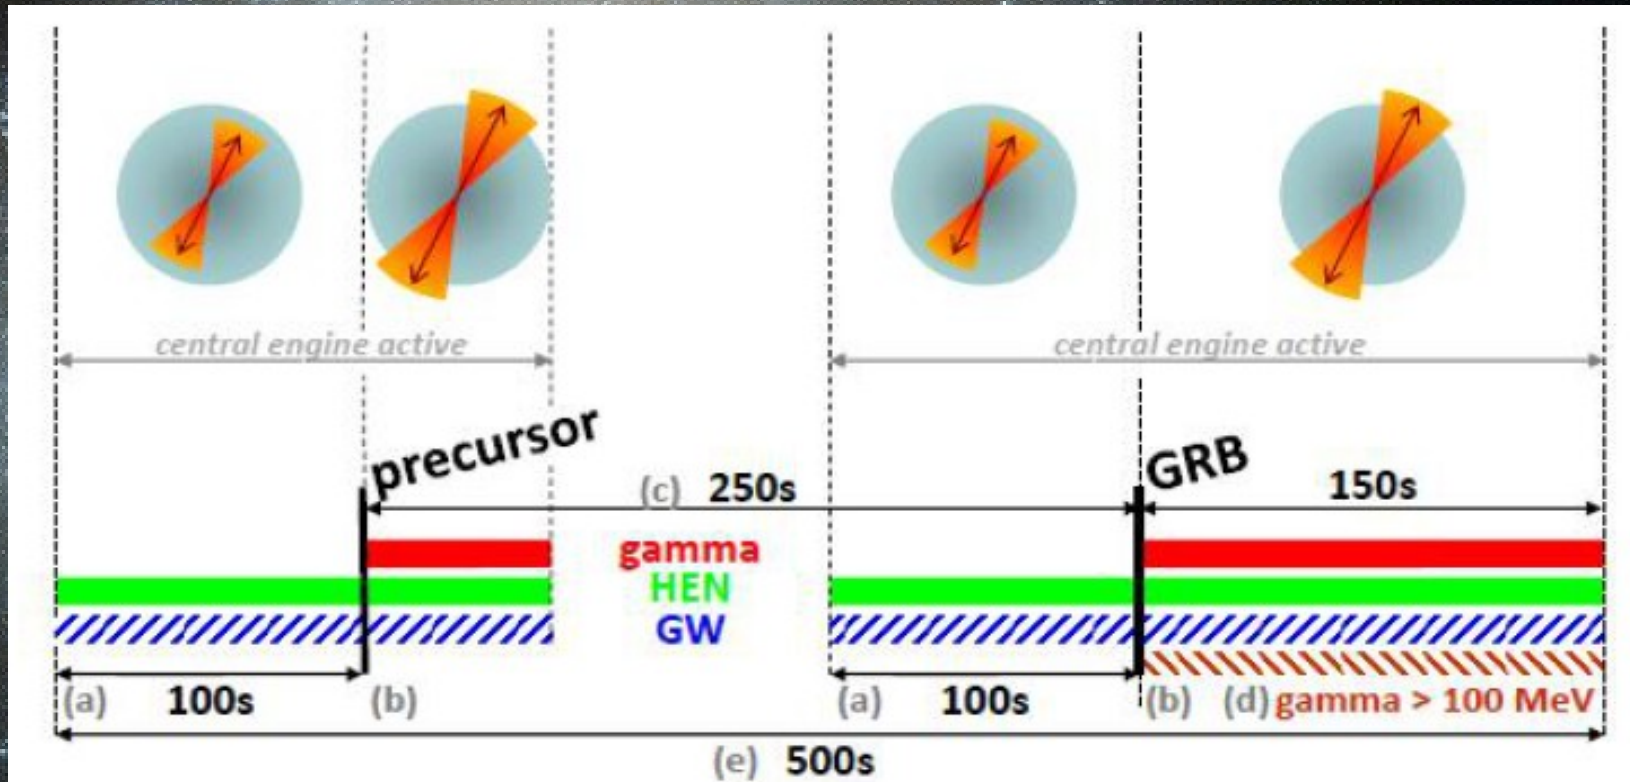 central engine active
central engine active
precursor
GRB
(c) 250s
150s
gamma
HEN
GW
(a) 100s (b)
(a) 100s (b) (d) gamma > 100 MeV
(e) 500s